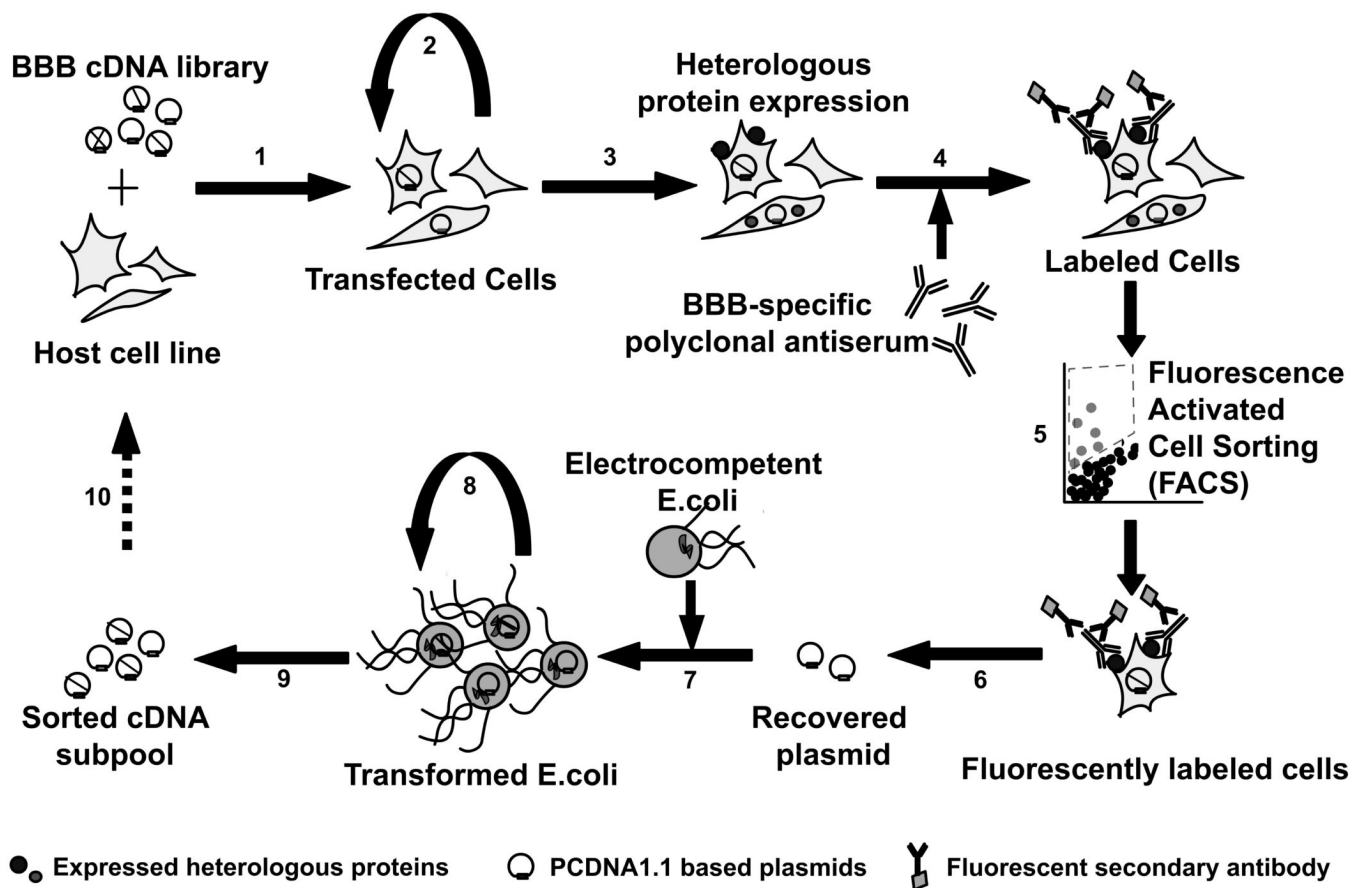 BBB cDNA library
1
2
Heterologous
protein expression
3
4
Host cell line
Transfected Cells
BBB-specific
polyclonal antiserum
Labeled Cells
5
Fluorescence
Activated
Cell Sorting
(FACS)
10
8
Electrocompetent
E.coli
9
7
6
Sorted cDNA
subpool
Transformed E.coli
Recovered
plasmid
Fluorescently labeled cells
Expressed heterologous proteins
PCDNA1.1 based plasmids
Fluorescent secondary antibody